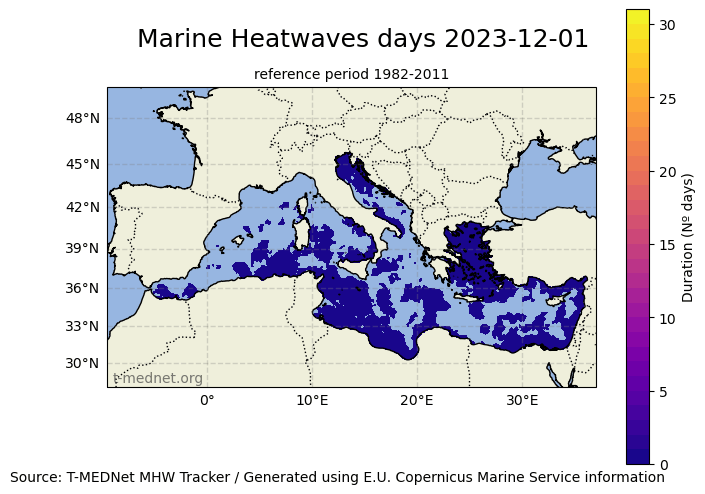 Marine Heatwaves days 2023-12-01
reference period 1982-2011
48°N
45°N
42°N
39°N
36°N
33°N
30°N
t-mednet.org
0°
10°E
20°E
30°E
30
25
20
15
10
5
0
Duration (Nº days)
Source: T-MEDNet MHW Tracker / Generated using E.U. Copernicus Marine Service information